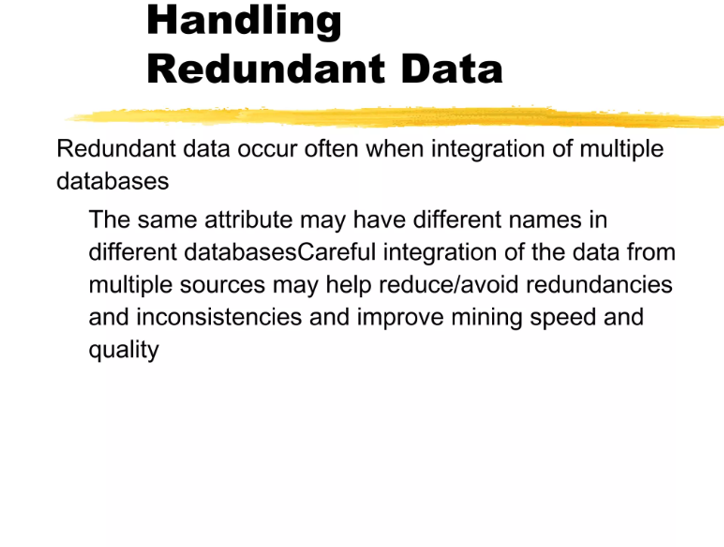 Handling
Redundant Data
Redundant data occur often when integration of multiple
databases
The same attribute may have different names in
different databasesCareful integration of the data from
multiple sources may help reduce/avoid redundancies
and inconsistencies and improve mining speed and
quality